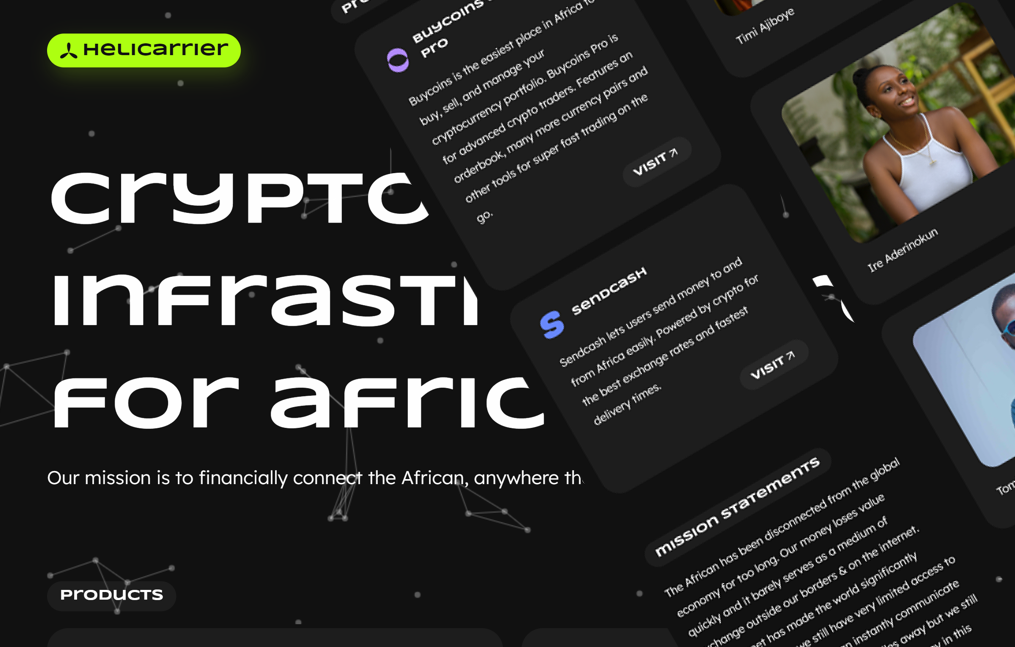 Helicarrier
Crypto
Infrast
for afric
Our mission is to financially connect the African, anywhere th
Products
Buycoins
Pro
Buycoins is the easiest place in Africa to
buy, sell, and manage your
cryptocurrency portfolio. Buycoins Pro is
for advanced crypto traders. Features an
orderbook, many more currency pairs and
other tools for super fast trading on the
go.
VISIT
Sendcash
Sendcash lets users send money to and
from Africa easily. Powered by crypto for
the best exchange rates and fastest
delivery times.
VISIT
Mission Statements
The African has been disconnected from the global
economy for too long. Our money loses value
quickly and it barely serves as a medium of
change outside our borders & on the internet.
et has made the world significantly
we still have very limited access to
n instantly communicate
les away but we still
y in this
Timi Ajiboye
Ire Aderinokun
Tom